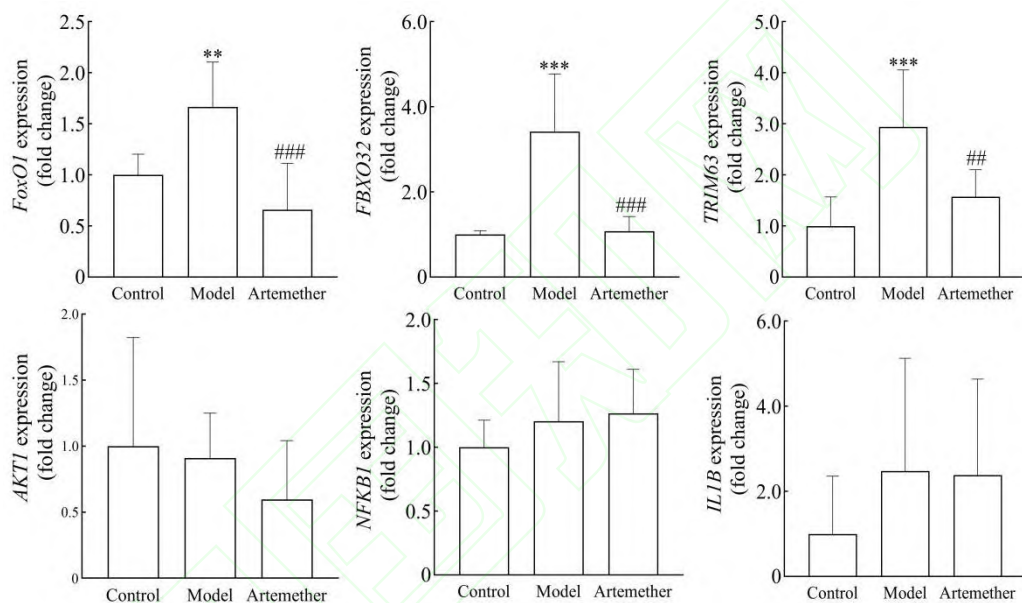 FoxO1 expression
(fold change)
2.5
2.0
1.5
1.0
0.5
0
**
###
Control Model Artemether
FBXO32 expression
(fold change)
6.0
4.0
2.0
0
***
###
Control Model Artemether
TRIM63 expression
(fold change)
5.0
4.0
3.0
2.0
1.0
0
***
##
Control Model Artemether
AKT1 expression
(fold change)
2.0
1.5
1.0
0.5
0
Control Model Artemether
NFKB1 expression
(fold change)
2.0
1.5
1.0
0.5
0
Control Model Artemether
IL1B expression
(fold change)
6.0
4.0
2.0
0
Control Model Artemether